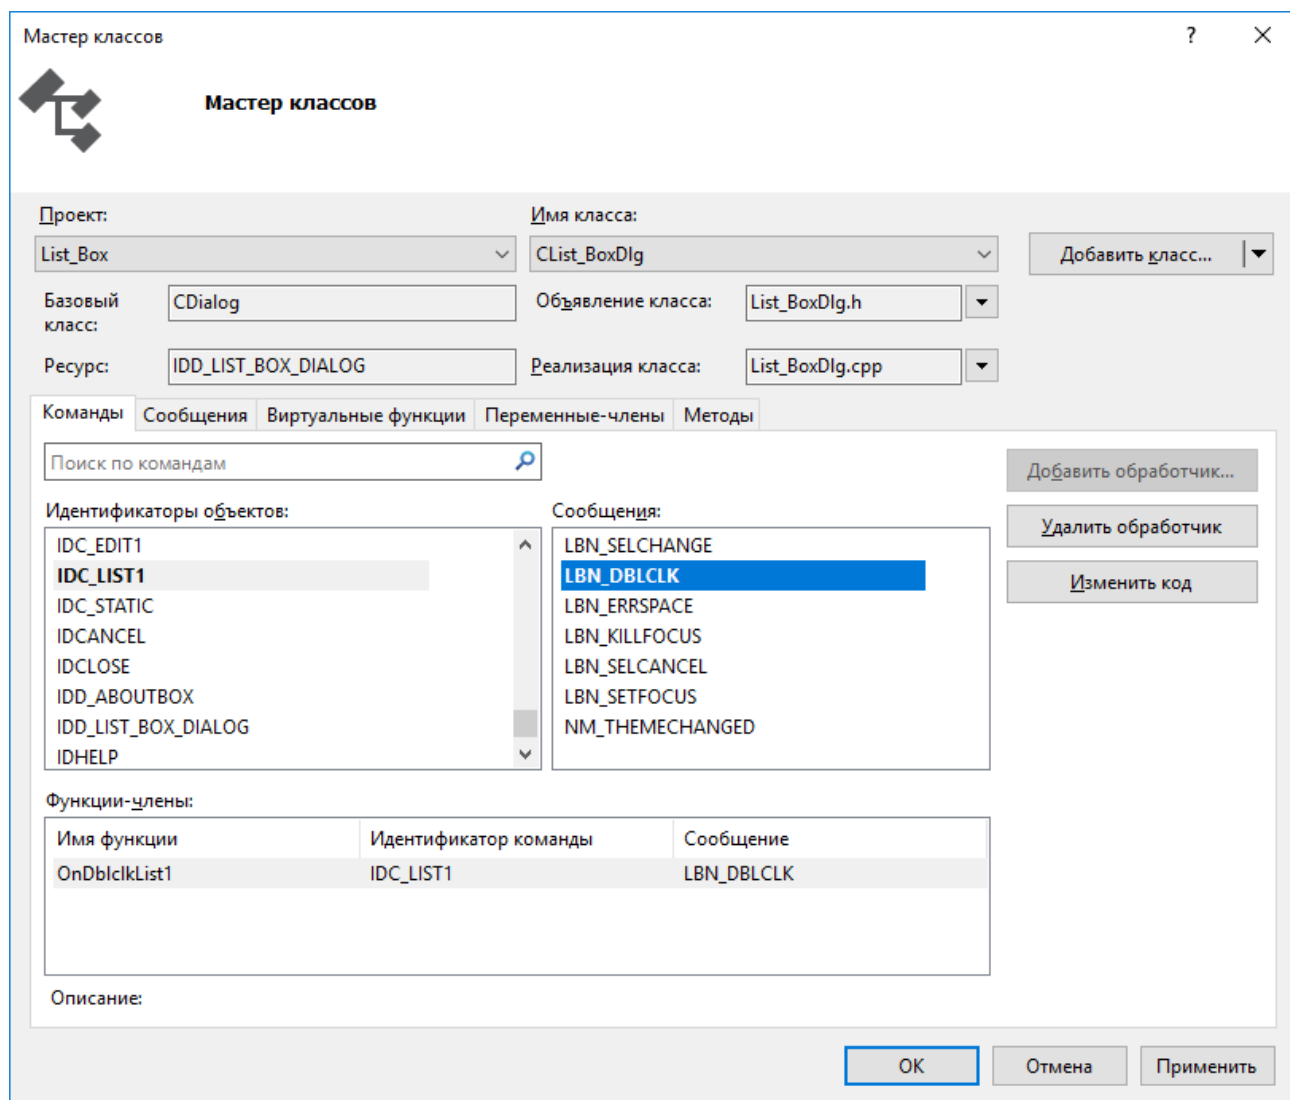 Мастер классов
?
Мастер классов
Проект:
Имя класса:
List_Box
CList_BoxDlg
Добавить класс...
Базовый класс:
CDialog
Объявление класса:
List_BoxDlg.h
Ресурс:
IDD_LIST_BOX_DIALOG
Реализация класса:
List_BoxDlg.cpp
Команды
Сообщения
Виртуальные функции
Переменные-члены
Методы
Поиск по командам
Добавить обработчик...
Удалить обработчик
Изменить код
Идентификаторы объектов:
IDC_EDIT1
IDC_LIST1
IDC_STATIC
IDCANCEL
IDCLOSE
IDD_ABOUTBOX
IDD_LIST_BOX_DIALOG
IDHELP
Сообщения:
LBN_SELCHANGE
LBN_DBLCLK
LBN_ERRSPACE
LBN_KILLFOCUS
LBN_SELCANCEL
LBN_SETFOCUS
NM_THEMECHANGED
Функции-члены:
Имя функции
Идентификатор команды
Сообщение
OnDblclkList1
IDC_LIST1
LBN_DBLCLK
Описание:
ОК
Отмена
Применить